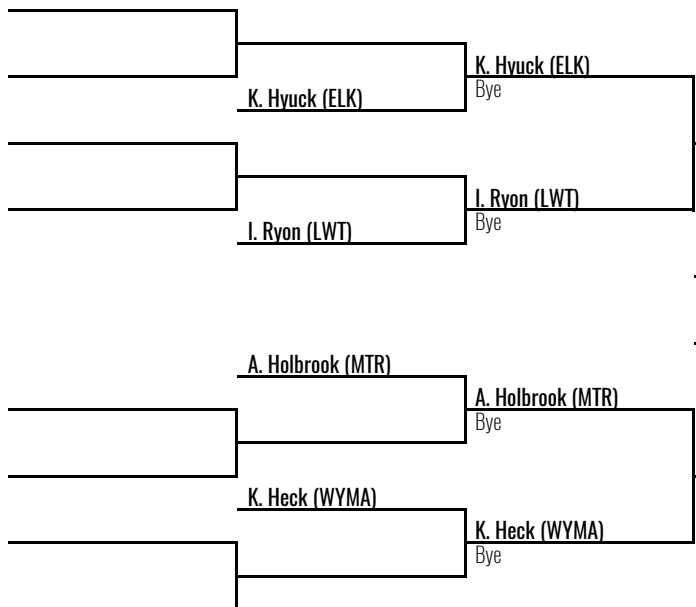 K. Hyuck (ELK)
Bye
K. Hyuck (ELK)
I. Ryon (LWT)
Bye
I. Ryon (LWT)
A. Holbrook (MTR)
A. Holbrook (MTR)
Bye
K. Heck (WYMA)
K. Heck (WYMA)
Bye